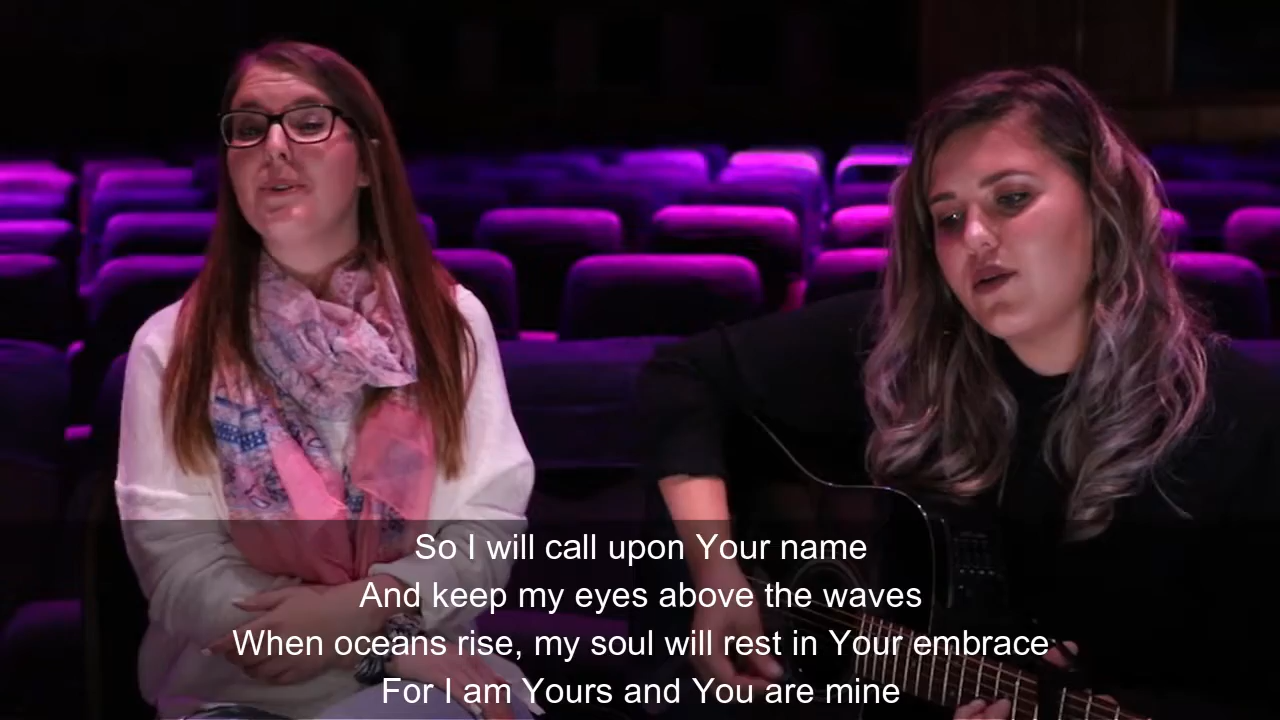 So I will call upon Your name
And keep my eyes above the waves
When oceans rise, my soul will rest in Your embrace
For I am Yours and You are mine